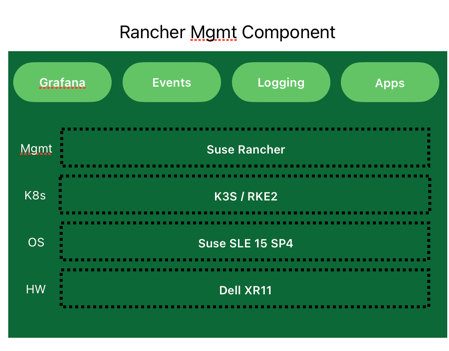 Rancher Mgmt Component
Grafana Events Logging Apps
Mgmt Suse Rancher
K8s K3S / RKE2
OS Suse SLE 15 SP4
HW Dell XR11